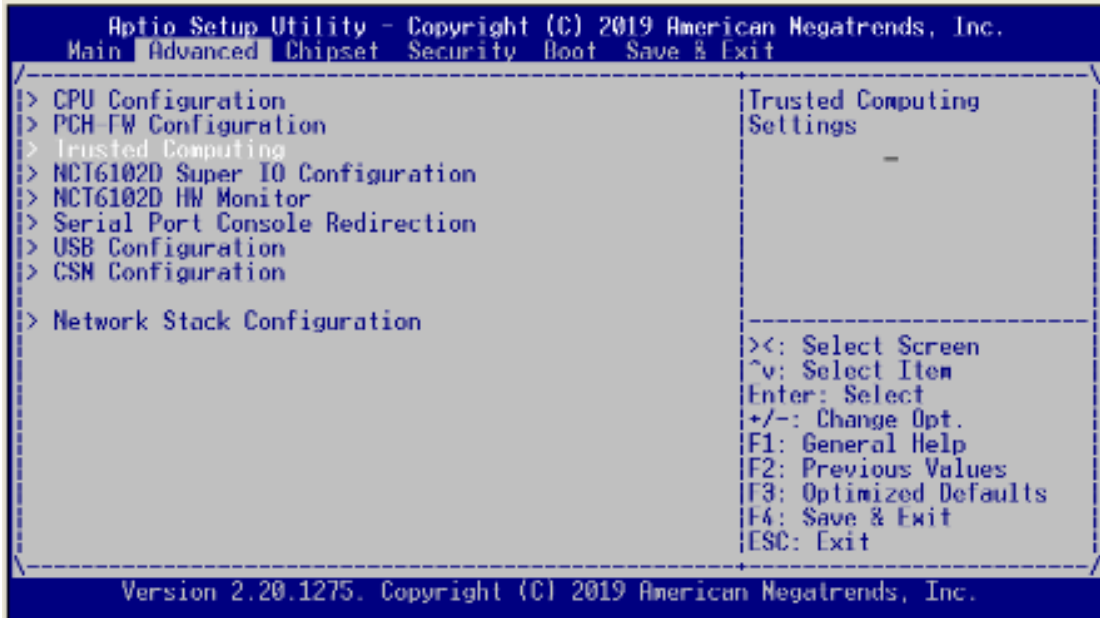 Aptio Setup Utility - Copyright (C) 2019 American Negatrends, Inc.
Main Advanced Chipset Security Boot Save & Exit
> CPU Configuration
> PCH-FW Configuration
> Trusted Computing
> NCT6102D Super IO Configuration
> NCT6102D HW Monitor
> Serial Port Console Redirection
> USB Configuration
> CSN Configuration
> Network Stack Configuration
Trusted Computing
Settings
><: Select Screen
^v: Select Item
Enter: Select
+/-: Change Opt.
F1: General Help
F2: Previous Values
F3: Optimized Defaults
F4: Save & Exit
ESC: Exit
Version 2.20.1275. Copyright (C) 2019 American Negatrends, Inc.